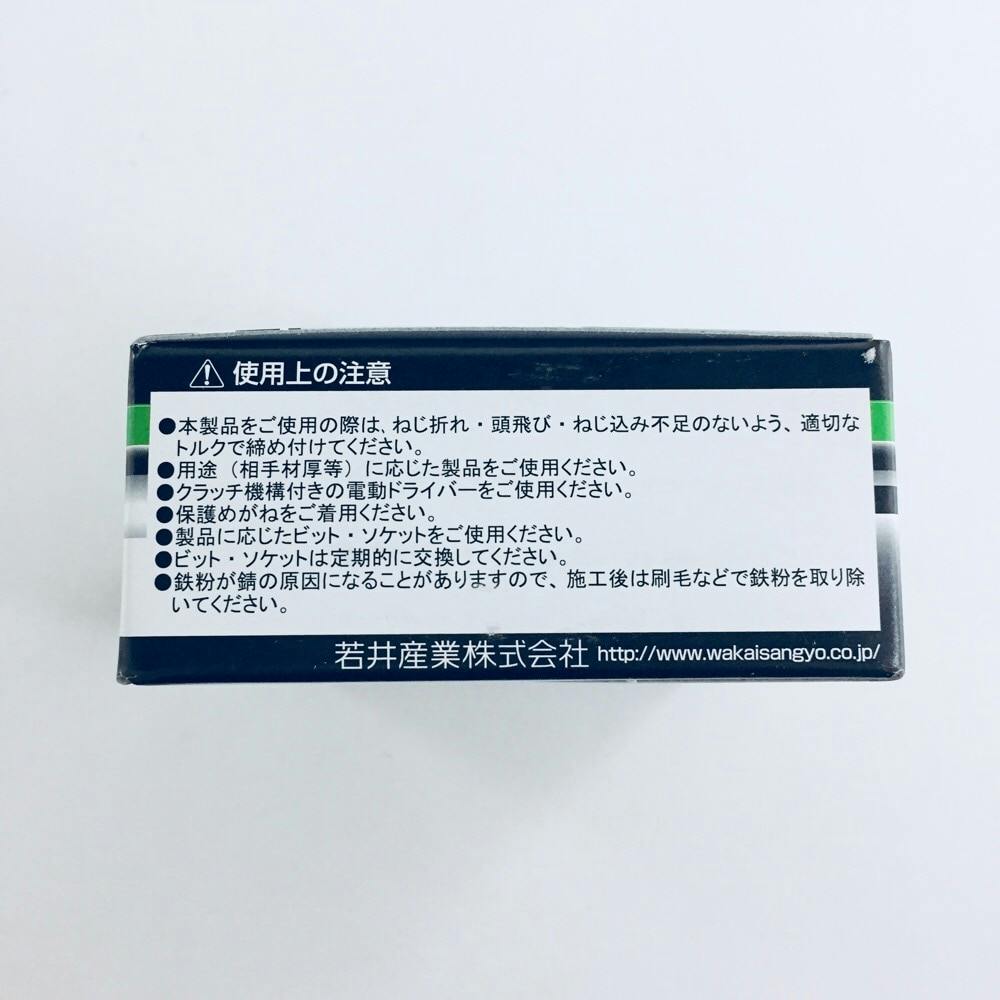 使用上の注意
●本製品をご使用の際は、ねじ折れ・頭飛び・ねじ込み不足のないよう、適切な
トルクで締め付けてください。
●用途（相手材厚等）に応じた製品をご使用ください。
●クラッチ機構付きの電動ドライバーをご使用ください。
●保護めがねをご着用ください。
●製品に応じたビット・ソケットをご使用ください。
●ビット・ソケットは定期的に交換してください。
●鉄粉が錆の原因になることがありますので、施工後は刷毛などで鉄粉を取り除
いてください。
若井産業株式会社 http://www.wakaisangyo.co.jp/